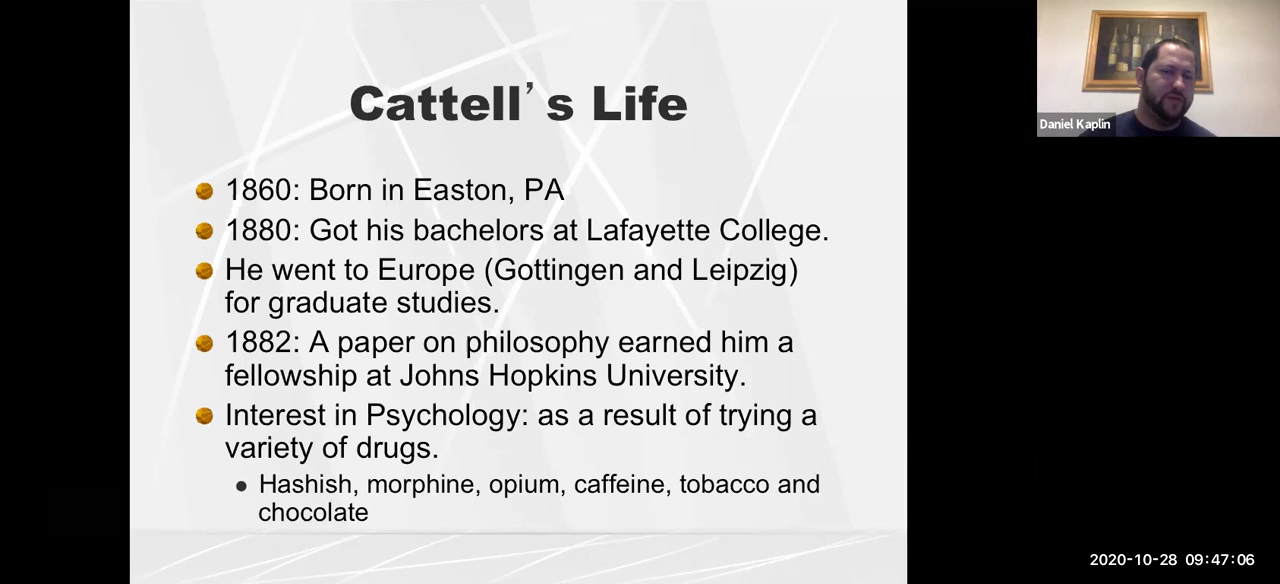 Cattell’s Life
1860: Born in Easton, PA
1880: Got his bachelors at Lafayette College.
He went to Europe (Gottingen and Leipzig)
for graduate studies.
1882: A paper on philosophy earned him a
fellowship at Johns Hopkins University.
Interest in Psychology: as a result of trying a
variety of drugs.
Hashish, morphine, opium, caffeine, tobacco and
chocolate
Daniel Kaplin
2020-10-28 09:47:06